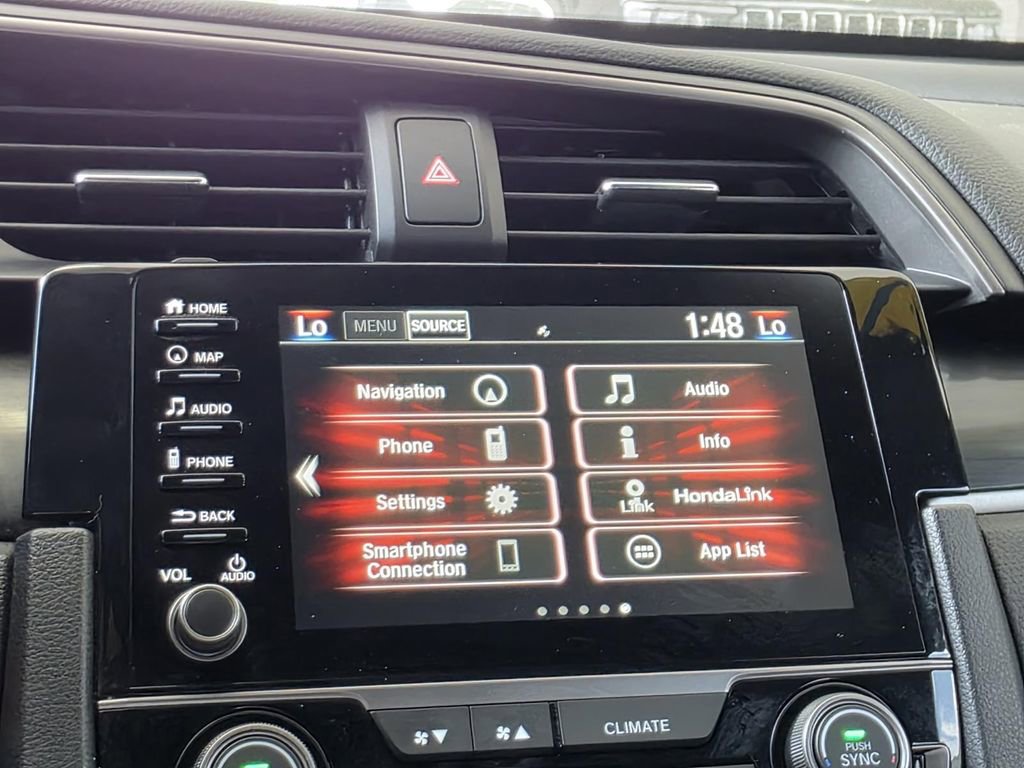 HOME
MAP
AUDIO
PHONE
BACK
VOL
AUDIO
Lo MENU SOURCE 1:48 Lo
Navigation
Audio
Phone
Info
Settings
Link HondaLink
Smartphone
Connection
App List
CLIMATE
PUSH
SYNC